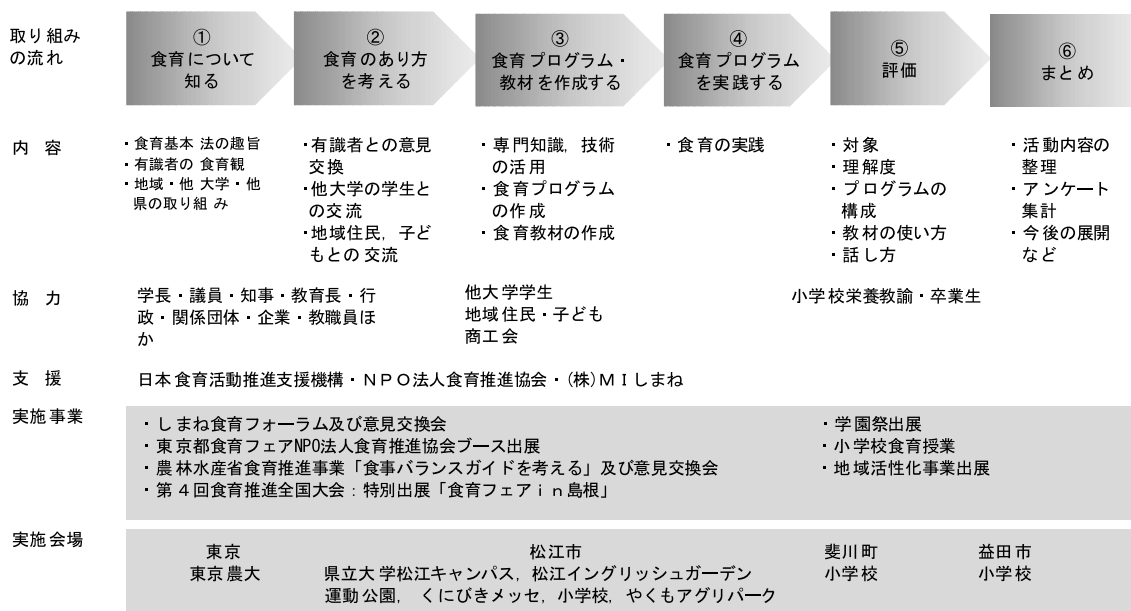 取り組み
の流れ
①
食育について
知る
②
食育のあり方
を考える
③
食育プログラム・
教材を作成する
④
食育プログラム
を実践する
⑤
評価
⑥
まとめ
内 容
・食育基本法の趣旨
・有識者の食育観
・地域・他大学・他
県の取り組み
・有識者との意見
交換
・他大学の学生と
の交流
・地域住民，子ど
もとの交流
・専門知識，技術
の活用
・食育プログラム
の作成
・食育教材の作成
・食育の実践
・対象
・理解度
・プログラムの
構成
・教材の使い方
・話し方
・活動内容の
整理
・アンケート
集計
・今後の展開
など
協 力
学長・議員・知事・教育長・行
政・関係団体・企業・教職員ほ
か
他大学学生
地域住民・子ども
商工会
小学校栄養教諭・卒業生
支 援
日本食育活動推進支援機構・ＮＰＯ法人食育推進協会・(株)ＭＩしまね
実施事業
・しまね食育フォーラム及び意見交換会
・東京都食育フェアNPO法人食育推進協会ブース出展
・農林水産省食育推進事業「食事バランスガイドを考える」及び意見交換会
・第４回食育推進全国大会：特別出展「食育フェアｉｎ島根」
・学園祭出展
・小学校食育授業
・地域活性化事業出展
実施会場
東京
東京農大
松江市
県立大学松江キャンパス，松江イングリッシュガーデン
運動公園，くにびきメッセ，小学校，やくもアグリパーク
斐川町
小学校
益田市
小学校